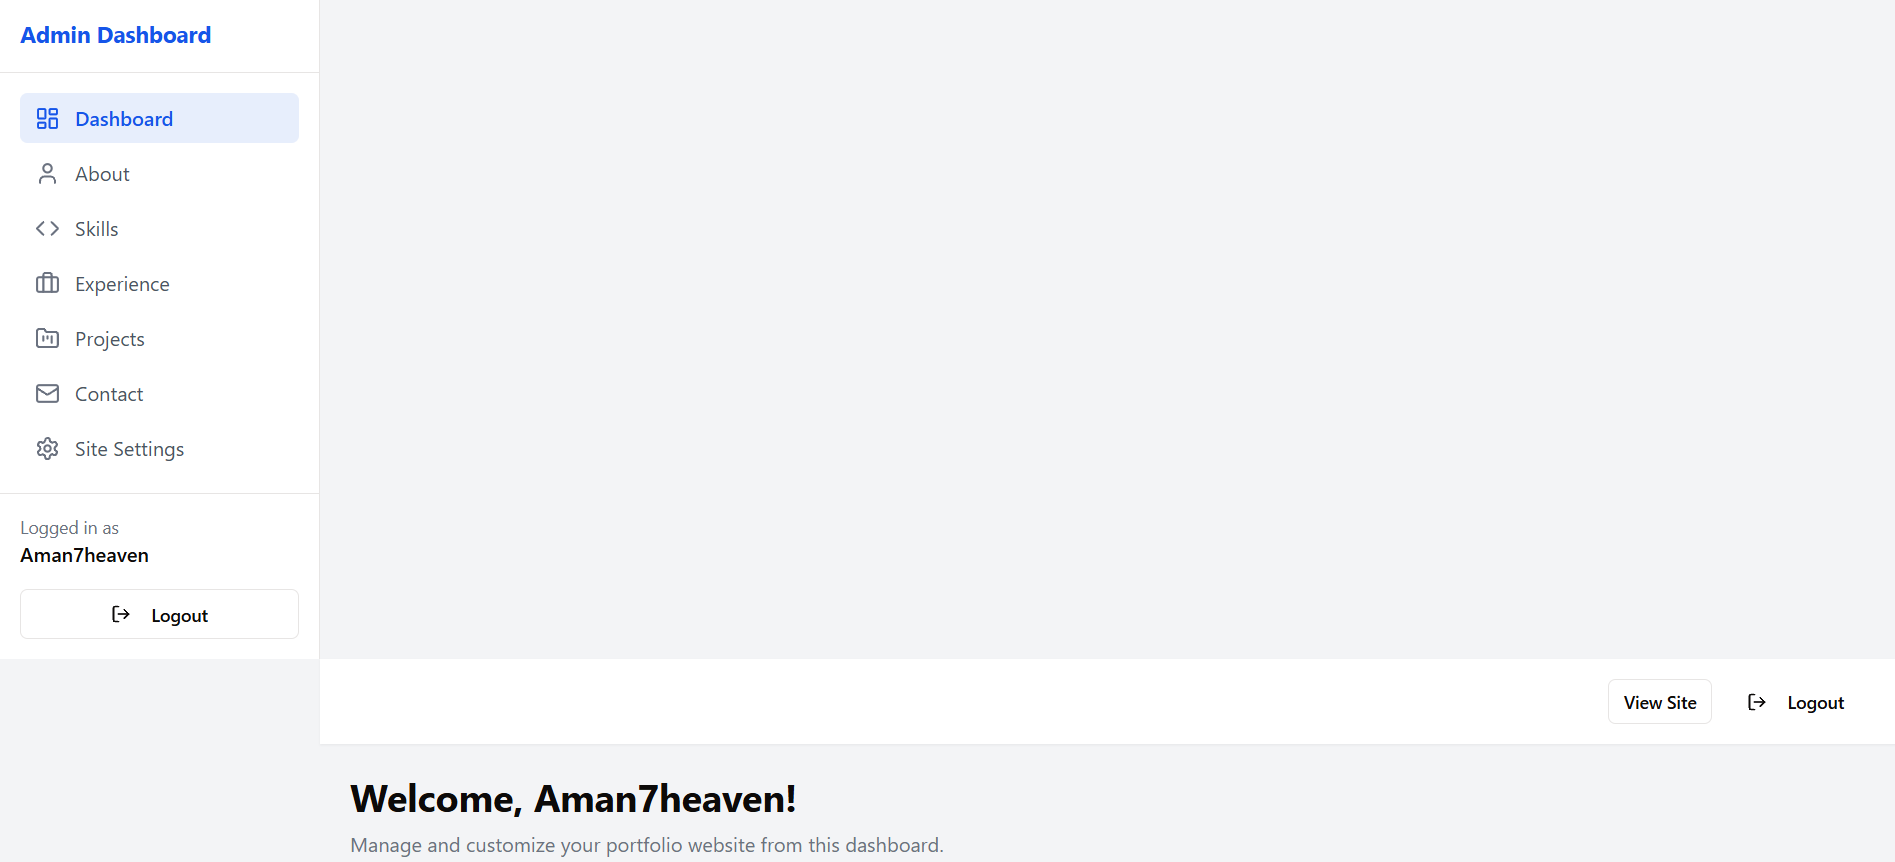 Admin Dashboard
Dashboard
About
Skills
Experience
Projects
Contact
Site Settings
Logged in as
Aman7heaven
Logout
View Site
Logout
Welcome, Aman7heaven!
Manage and customize your portfolio website from this dashboard.